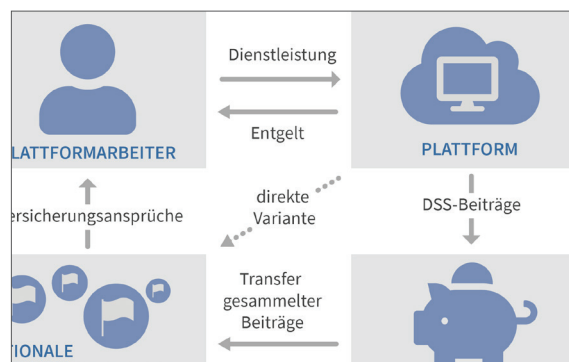 Dienstleistung
Entgelt
LATTFORMARBEITER
PLATTFORM
ersicherungsansprüche
direkte
Variante
DSS-Beiträge
Transfer
gesammelter
Beiträge
TIONALE